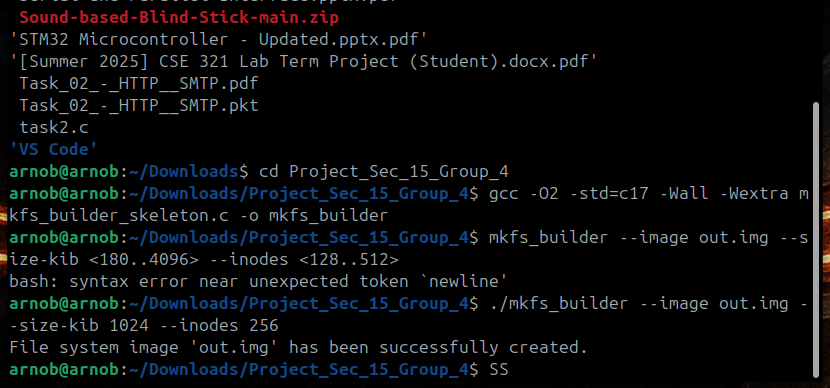 Sound-based-Blind-Stick-main.zip
'STM32 Microcontroller - Updated.pptx.pdf'
'[Summer 2025] CSE 321 Lab Term Project (Student).docx.pdf'
Task_02_-_HTTP__SMTP.pdf
Task_02_-_HTTP__SMTP.pkt
task2.c
'VS Code'
arnob@arnob:~/Downloads$ cd Project_Sec_15_Group_4
arnob@arnob:~/Downloads/Project_Sec_15_Group_4$ gcc -O2 -std=c17 -Wall -Wextra m
kfs_builder_skeleton.c -o mkfs_builder
arnob@arnob:~/Downloads/Project_Sec_15_Group_4$ mkfs_builder --image out.img --s
ize-kib <180..4096> --inodes <128..512>
bash: syntax error near unexpected token `newline'
arnob@arnob:~/Downloads/Project_Sec_15_Group_4$ ./mkfs_builder --image out.img -
-size-kib 1024 --inodes 256
File system image 'out.img' has been successfully created.
arnob@arnob:~/Downloads/Project_Sec_15_Group_4$ SS